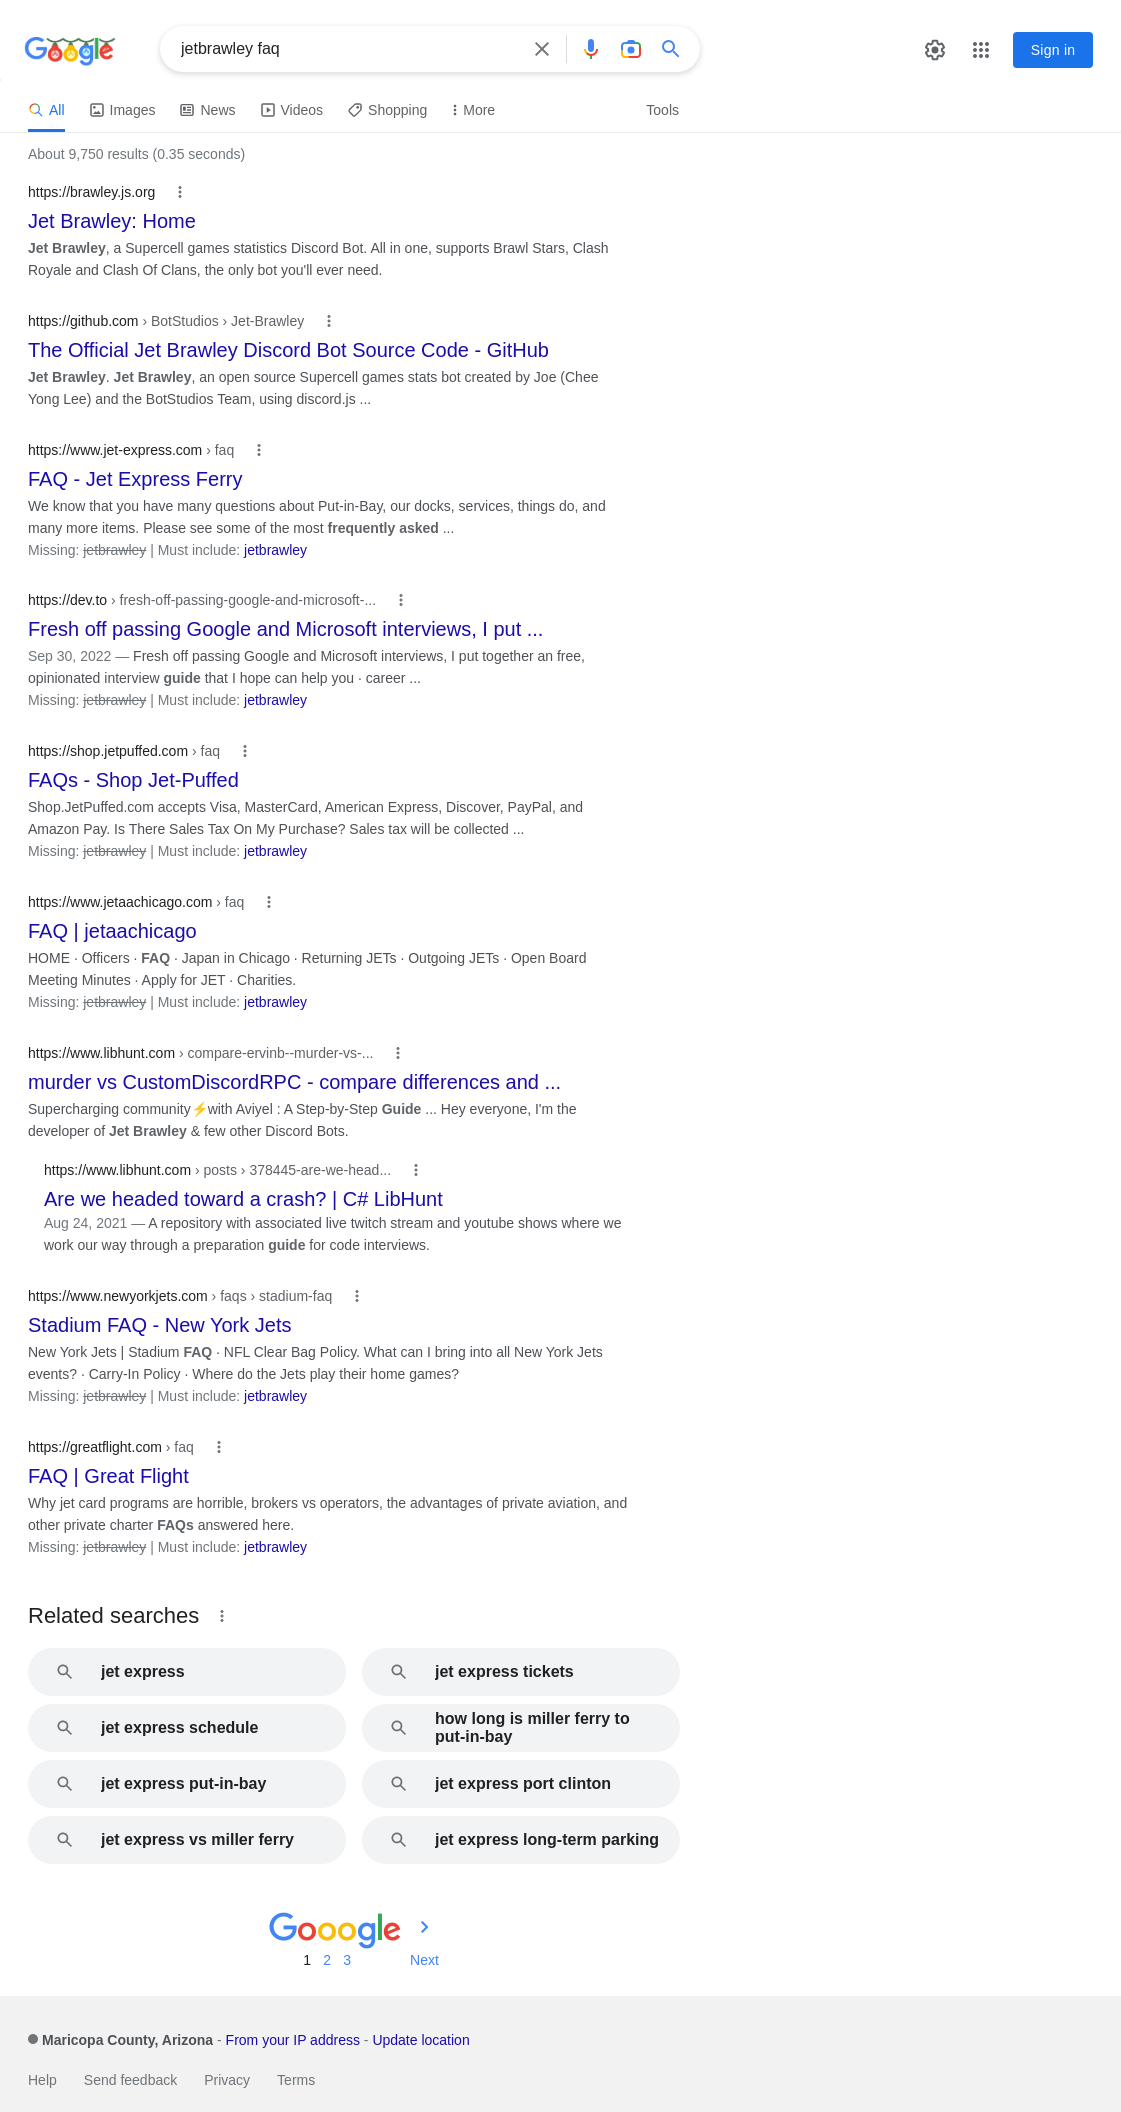 Google
jetbrawley faq
Sign in
All
Images
News
Videos
Shopping
More
Tools
About 9,750 results (0.35 seconds)
https://brawley.js.org
Jet Brawley: Home
Jet Brawley, a Supercell games statistics Discord Bot. All in one, supports Brawl Stars, Clash
Royale and Clash Of Clans, the only bot you'll ever need.
https://github.com › BotStudios › Jet-Brawley
The Official Jet Brawley Discord Bot Source Code - GitHub
Jet Brawley. Jet Brawley, an open source Supercell games stats bot created by Joe (Chee
Yong Lee) and the BotStudios Team, using discord.js ...
https://www.jet-express.com › faq
FAQ - Jet Express Ferry
We know that you have many questions about Put-in-Bay, our docks, services, things do, and
many more items. Please see some of the most frequently asked ...
Missing: jetbrawley | Must include: jetbrawley
https://dev.to › fresh-off-passing-google-and-microsoft-...
Fresh off passing Google and Microsoft interviews, I put ...
Sep 30, 2022 — Fresh off passing Google and Microsoft interviews, I put together an free,
opinionated interview guide that I hope can help you · career ...
Missing: jetbrawley | Must include: jetbrawley
https://shop.jetpuffed.com › faq
FAQs - Shop Jet-Puffed
Shop.JetPuffed.com accepts Visa, MasterCard, American Express, Discover, PayPal, and
Amazon Pay. Is There Sales Tax On My Purchase? Sales tax will be collected ...
Missing: jetbrawley | Must include: jetbrawley
https://www.jetaachicago.com › faq
FAQ | jetaachicago
HOME · Officers · FAQ · Japan in Chicago · Returning JETs · Outgoing JETs · Open Board
Meeting Minutes · Apply for JET · Charities.
Missing: jetbrawley | Must include: jetbrawley
https://www.libhunt.com › compare-ervinb--murder-vs-...
murder vs CustomDiscordRPC - compare differences and ...
Supercharging community⚡with Aviyel : A Step-by-Step Guide ... Hey everyone, I'm the
developer of Jet Brawley & few other Discord Bots.
https://www.libhunt.com › posts › 378445-are-we-head...
Are we headed toward a crash? | C# LibHunt
Aug 24, 2021 — A repository with associated live twitch stream and youtube shows where we
work our way through a preparation guide for code interviews.
https://www.newyorkjets.com › faqs › stadium-faq
Stadium FAQ - New York Jets
New York Jets | Stadium FAQ · NFL Clear Bag Policy. What can I bring into all New York Jets
events? · Carry-In Policy · Where do the Jets play their home games?
Missing: jetbrawley | Must include: jetbrawley
https://greatflight.com › faq
FAQ | Great Flight
Why jet card programs are horrible, brokers vs operators, the advantages of private aviation, and
other private charter FAQs answered here.
Missing: jetbrawley | Must include: jetbrawley
Related searches
jet express
jet express tickets
jet express schedule
how long is miller ferry to
put-in-bay
jet express put-in-bay
jet express port clinton
jet express vs miller ferry
jet express long-term parking
Gooogle
1 2 3 Next
Maricopa County, Arizona - From your IP address - Update location
Help Send feedback Privacy Terms